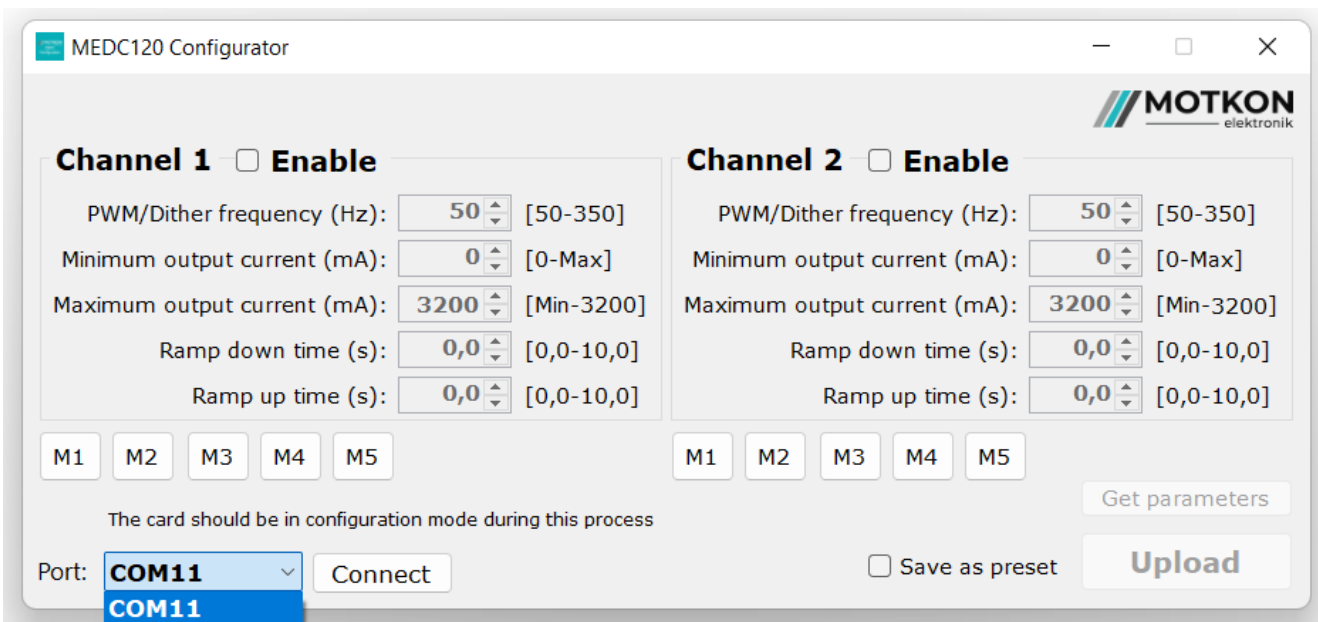 MEDC120 Configurator
MOTKON
elektronik
Channel 1 Enable
PWM/Dither frequency (Hz): 50 [50-350]
Minimum output current (mA): 0 [0-Max]
Maximum output current (mA): 3200 [Min-3200]
Ramp down time (s): 0,0 [0,0-10,0]
Ramp up time (s): 0,0 [0,0-10,0]
M1 M2 M3 M4 M5
Channel 2 Enable
PWM/Dither frequency (Hz): 50 [50-350]
Minimum output current (mA): 0 [0-Max]
Maximum output current (mA): 3200 [Min-3200]
Ramp down time (s): 0,0 [0,0-10,0]
Ramp up time (s): 0,0 [0,0-10,0]
M1 M2 M3 M4 M5
Get parameters
The card should be in configuration mode during this process
Port: COM11 Connect
Save as preset Upload
COM11